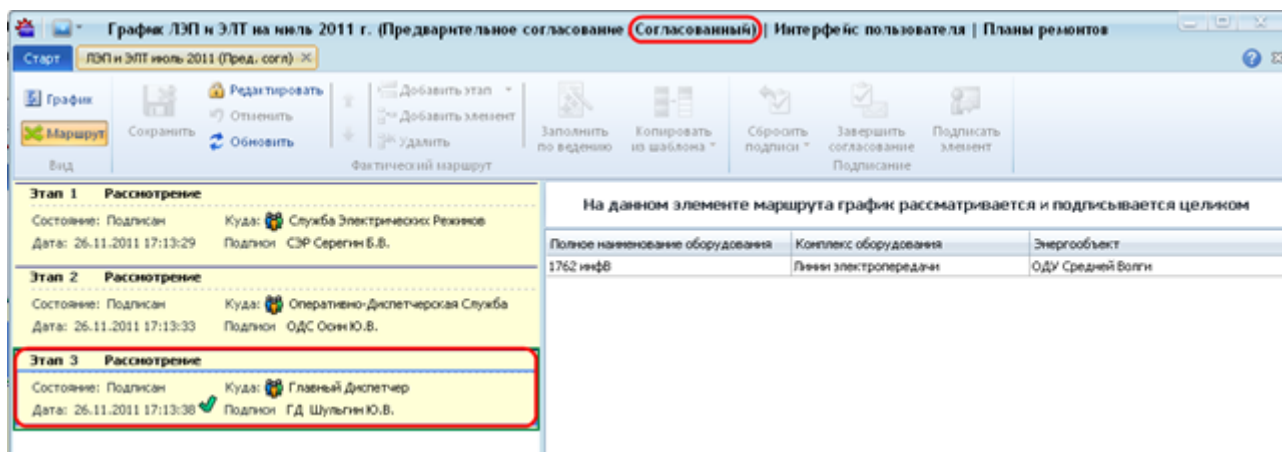 График ЛЭП и ЭЛТ на июль 2011 г. (Предварительное согласование (Согласованный)) | Интерфейс пользователя | Планы ремонтов
Старт ЛЭП и ЭЛТ июль 2011 (Пред. согл)
График
Маршрут
Вид
Сохранить
Редактировать
Отменить
Обновить
Добавить этап
Добавить элемент
Удалить
Фактический маршрут
Заполнить по ведению
Копировать из шаблона
Сбросить подписи
Завершить согласование
Подписать элемент
Подписание
Этап 1 Рассмотрение
Состояние: Подписан Куда: Служба Электрических Режимов
Дата: 26.11.2011 17:13:29 Подписи СЭР Серегин Б.В.
Этап 2 Рассмотрение
Состояние: Подписан Куда: Оперативно-Диспетчерская Служба
Дата: 26.11.2011 17:13:33 Подписи ОДС Осин Ю.В.
Этап 3 Рассмотрение
Состояние: Подписан Куда: Главный Диспетчер
Дата: 26.11.2011 17:13:38 Подписи ГД Шульгин Ю.В.
На данном элементе маршрута график рассматривается и подписывается целиком
Полное наименование оборудования Комплекс оборудования Энергообъект
1762 инфВ Линии электропередачи ОДУ Средней Волги